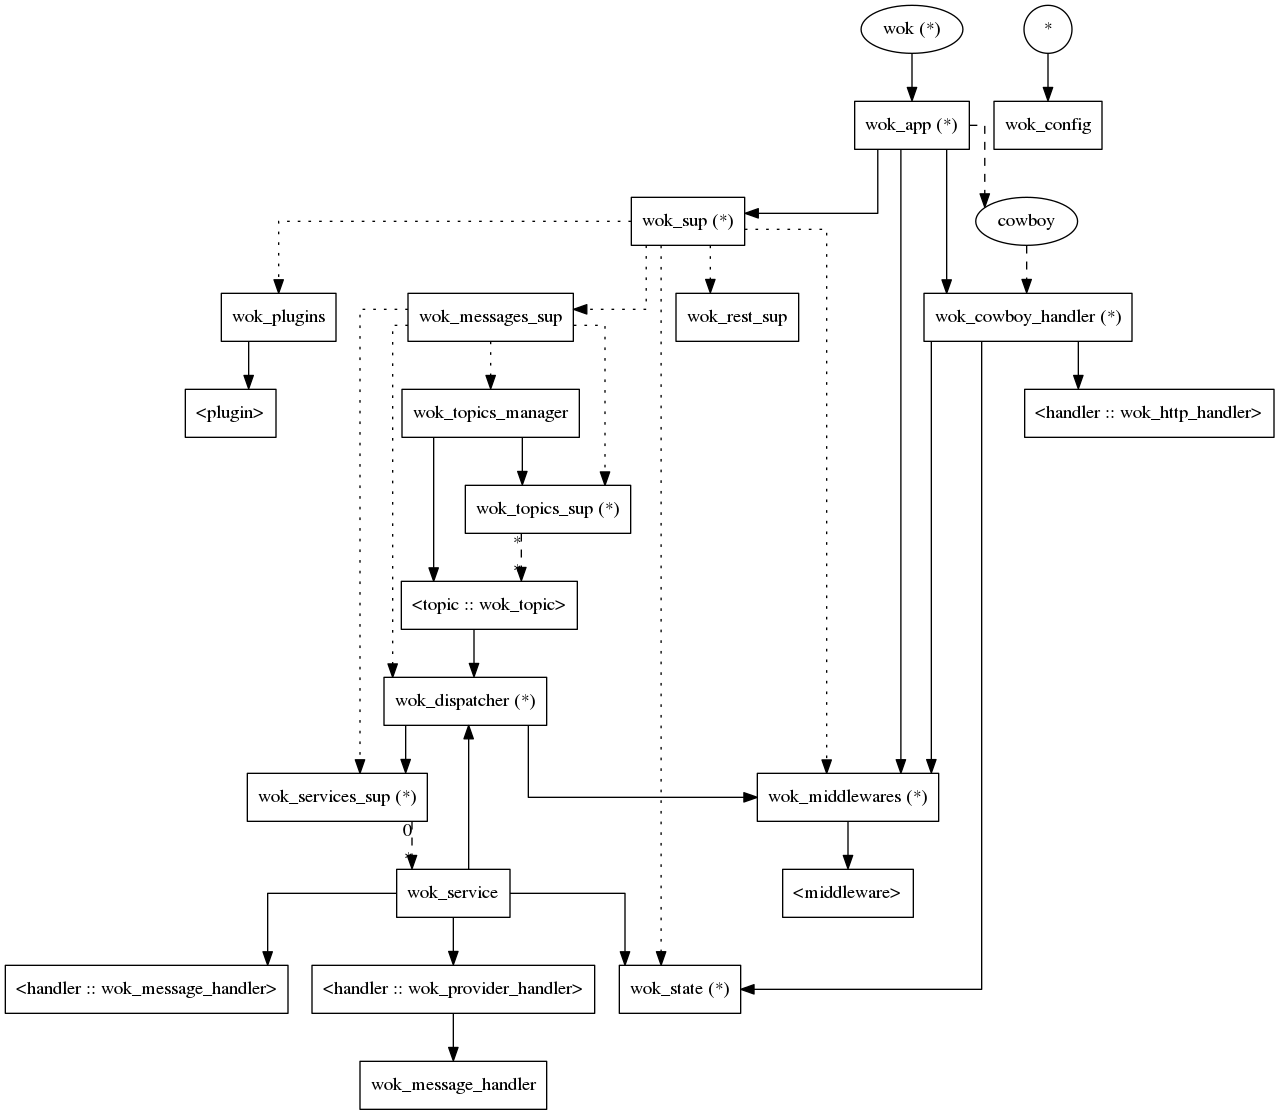 wok (*)
*
wok_app (*)
wok_config
wok_sup (*)
cowboy
wok_plugins
wok_messages_sup
wok_rest_sup
wok_cowboy_handler (*)
<plugin>
wok_topics_manager
<handler :: wok_http_handler>
wok_topics_sup (*)
*
*
<topic :: wok_topic>
wok_dispatcher (*)
wok_services_sup (*)
wok_middlewares (*)
0
*
wok_service
<middleware>
<handler :: wok_message_handler>
<handler :: wok_provider_handler>
wok_state (*)
wok_message_handler